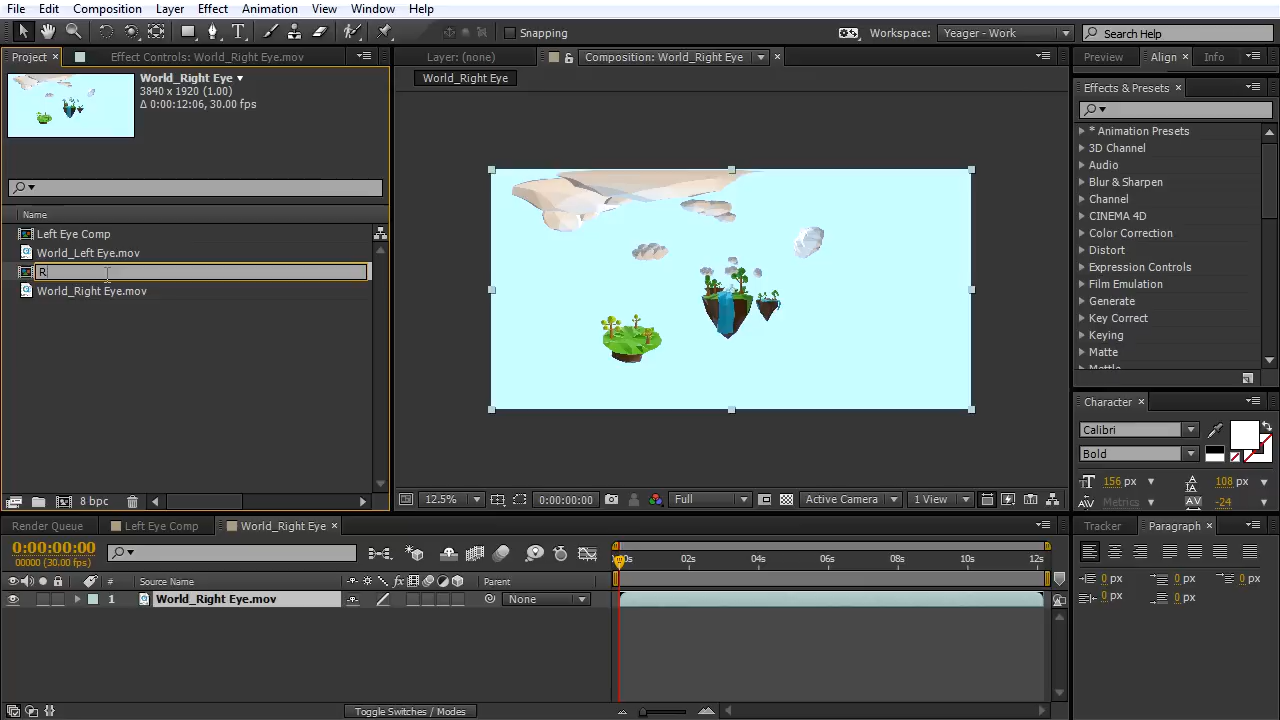 File Edit Composition Layer Effect Animation View Window Help
Snapping
Workspace: Yeager - Work
Search Help
Project
Effect Controls: World_Right Eye.mov
Layer: (none)
Composition: World_Right Eye
Preview Align Info
World_Right Eye
3840 x 1920 (1.00)
Δ 0:00:12:06, 30.00 fps
World_Right Eye
Effects & Presets
* Animation Presets
3D Channel
Audio
Blur & Sharpen
Channel
CINEMA 4D
Color Correction
Distort
Expression Controls
Film Emulation
Generate
Key Correct
Keying
Matte
Name
Left Eye Comp
World_Left Eye.mov
R
World_Right Eye.mov
8 bpc
12.5%
0:00:00:00
Full
Active Camera
1 View
Character
Calibri
Bold
156 px
108 px
Metrics
-24
Render Queue
Left Eye Comp
World_Right Eye
Tracker
Paragraph
0:00:00:00
00000 (30.00 fps)
02s 04s 06s 08s 10s 12s
# Source Name
Parent
1 World_Right Eye.mov
None
0 px 0 px 0 px
0 px 0 px
Toggle Switches / Modes